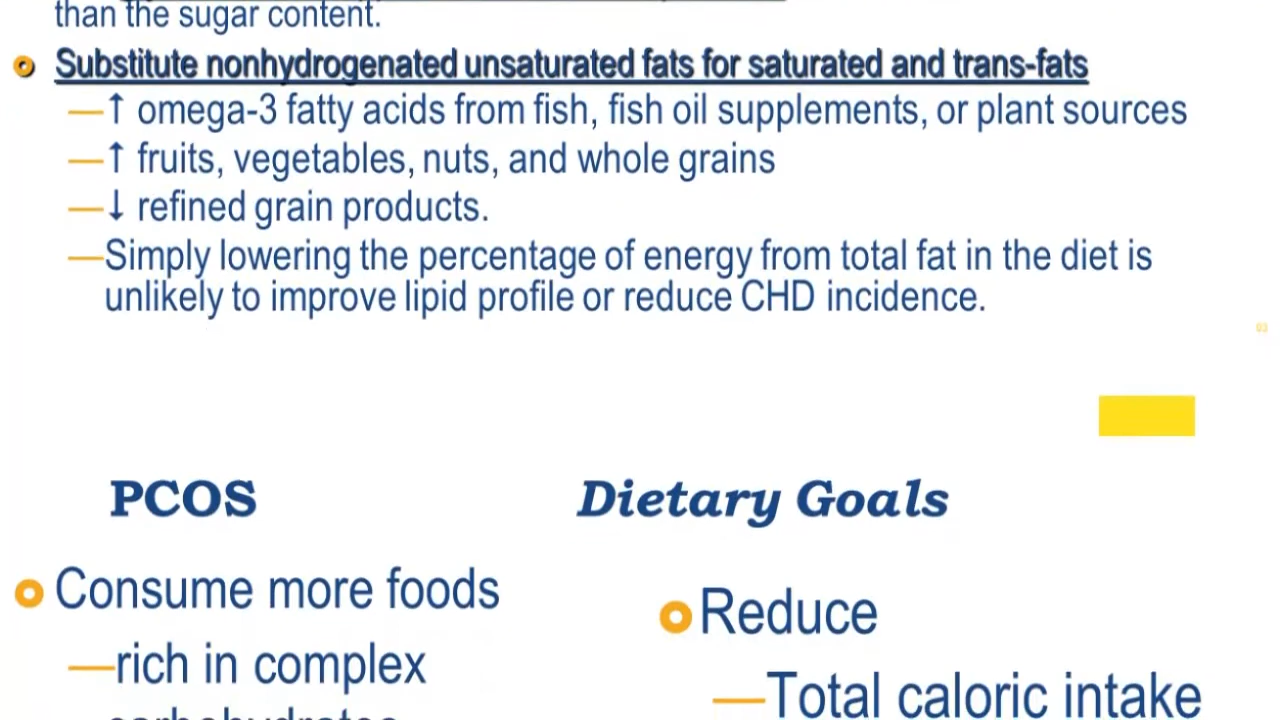 than the sugar content.
Substitute nonhydrogenated unsaturated fats for saturated and trans-fats
—↑ omega-3 fatty acids from fish, fish oil supplements, or plant sources
—↑ fruits, vegetables, nuts, and whole grains
—↓ refined grain products.
—Simply lowering the percentage of energy from total fat in the diet is
unlikely to improve lipid profile or reduce CHD incidence.
03
PCOS
Dietary Goals
Consume more foods
—rich in complex
carbohydrates
Reduce
—Total caloric intake